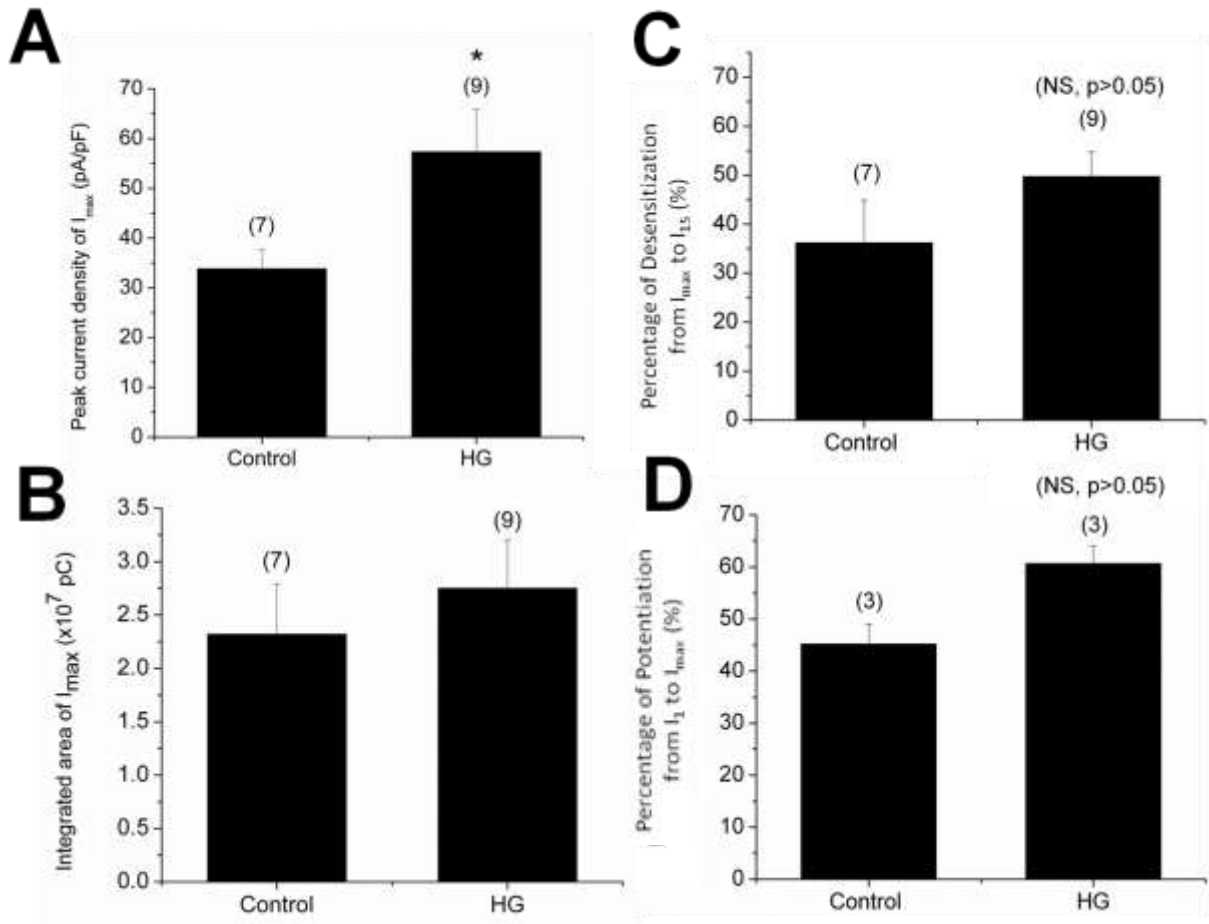 A
Peak current density of Imax (pA/pF)
70
60
50
40
30
20
10
0
(7)
*
(9)
Control
HG
B
Integrated area of Imax (x10⁷ pC)
3.5
3.0
2.5
2.0
1.5
1.0
0.5
0.0
(7)
(9)
Control
HG
C
Percentage of Desensitization
from Imax to I15 (%)
70
60
50
40
30
20
10
0
(7)
(NS, p>0.05)
(9)
Control
HG
D
Percentage of Potentiation
from I1 to Imax (%)
70
60
50
40
30
20
10
0
(3)
(NS, p>0.05)
(3)
Control
HG